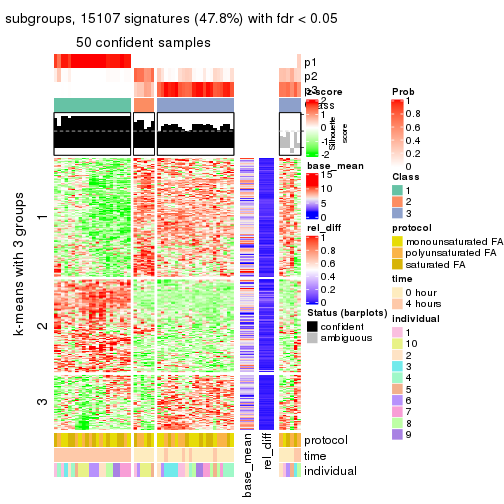 subgroups, 15107 signatures (47.8%) with fdr < 0.05
50 confident samples
p1
p2
p3
Class
Silhouette
score
z-score
2
1
0
-1
-2
base_mean
15
10
5
0
rel_diff
1
0.8
0.6
0.4
0.2
0
Status (barplots)
confident
ambiguous
Prob
1
0.8
0.6
0.4
0.2
0
Class
1
2
3
protocol
monounsaturated FA
polyunsaturated FA
saturated FA
time
0 hour
4 hours
individual
1
10
2
3
4
5
6
7
8
9
k-means with 3 groups
1
2
3
protocol
time
individual
base_mean
rel_diff